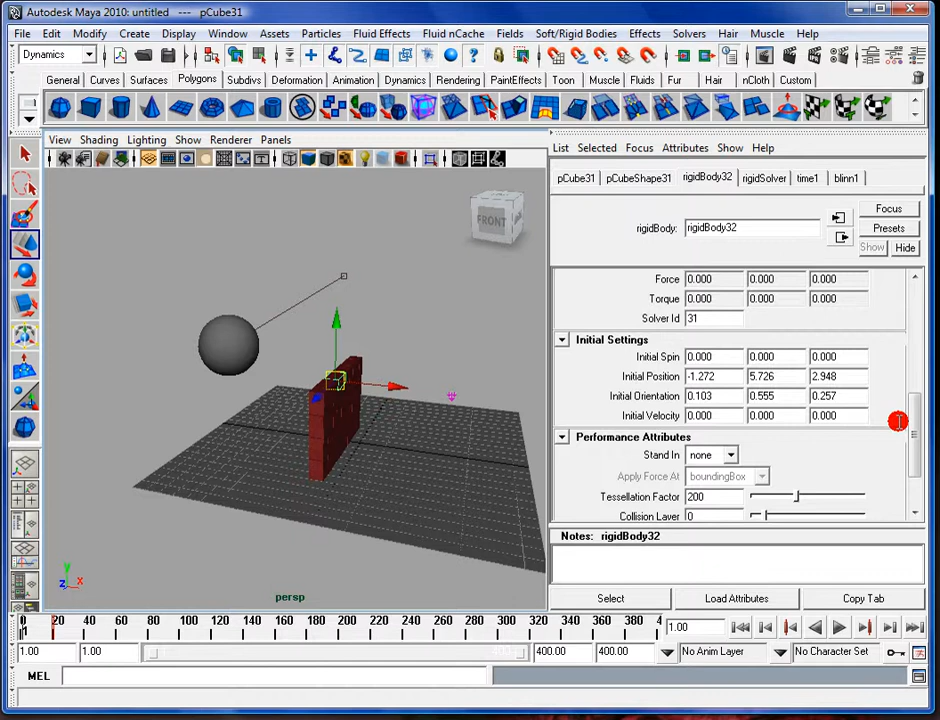 Autodesk Maya 2010: untitled --- pCube31
File Edit Modify Create Display Window Assets Particles Fluid Effects Fluid nCache Fields Soft/Rigid Bodies Effects Solvers Hair Muscle Help
Dynamics
General Curves Surfaces Polygons Subdivs Deformation Animation Dynamics Rendering PaintEffects Toon Muscle Fluids Fur Hair nCloth Custom
View Shading Lighting Show Renderer Panels
List Selected Focus Attributes Show Help
pCube31 pCubeShape31 rigidBody32 rigidSolver time1 blinn1
FRONT
rigidBody: rigidBody32
Focus
Presets
Show Hide
Force 0.000 0.000 0.000
Torque 0.000 0.000 0.000
Solver Id 31
Initial Settings
Initial Spin 0.000 0.000 0.000
Initial Position -1.272 5.726 2.948
Initial Orientation 0.103 0.555 0.257
Initial Velocity 0.000 0.000 0.000
Performance Attributes
Stand In none
Apply Force At boundingBox
Tessellation Factor 200
Collision Layer 0
Notes: rigidBody32
y
z x
persp
Select Load Attributes Copy Tab
0 20 40 60 80 100 120 140 160 180 200 220 240 260 280 300 320 340 360 380 4
1.00
1.00 1.00 400.00 400.00 No Anim Layer No Character Set
MEL